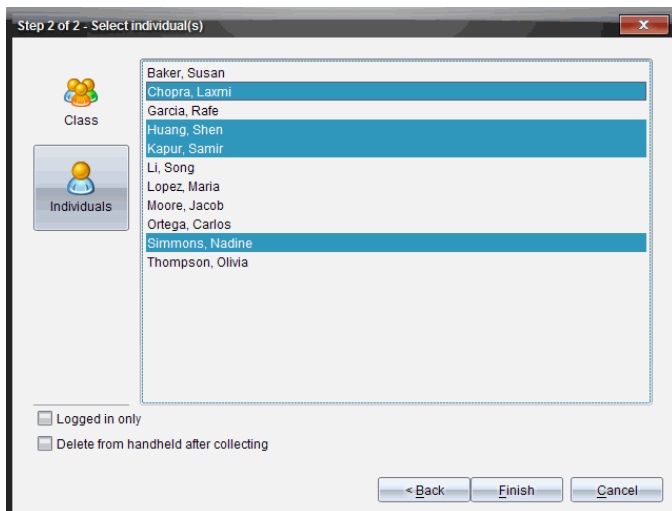 Step 2 of 2 - Select individual(s)
Class
Individuals
Baker, Susan
Chopra, Laxmi
Garcia, Rafe
Huang, Shen
Kapur, Samir
Li, Song
Lopez, Maria
Moore, Jacob
Ortega, Carlos
Simmons, Nadine
Thompson, Olivia
Logged in only
Delete from handheld after collecting
< Back Finish Cancel